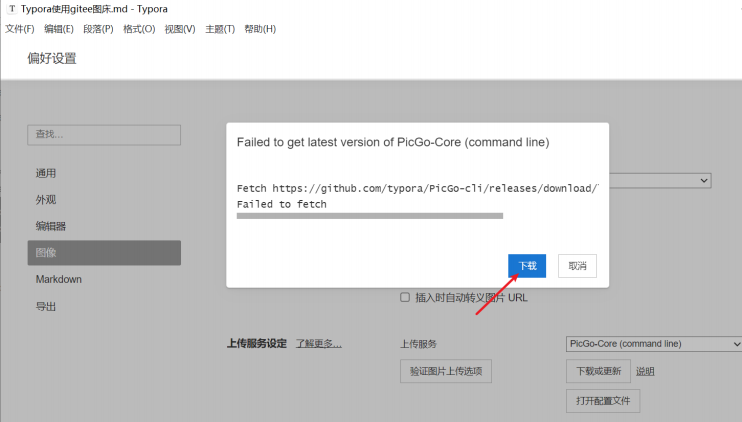 T Typora使用gitee图床.md - Typora
文件(F) 编辑(E) 段落(P) 格式(O) 视图(V) 主题(T) 帮助(H)
偏好设置
查找...
Failed to get latest version of PicGo-Core (command line)
通用
Fetch https://github.com/typora/PicGo-cli/releases/download/
外观
Failed to fetch
编辑器
图像
下载 取消
Markdown
插入时自动转义图片 URL
导出
上传服务设定 了解更多... 上传服务 PicGo-Core (command line)
验证图片上传选项 下载或更新 说明
打开配置文件